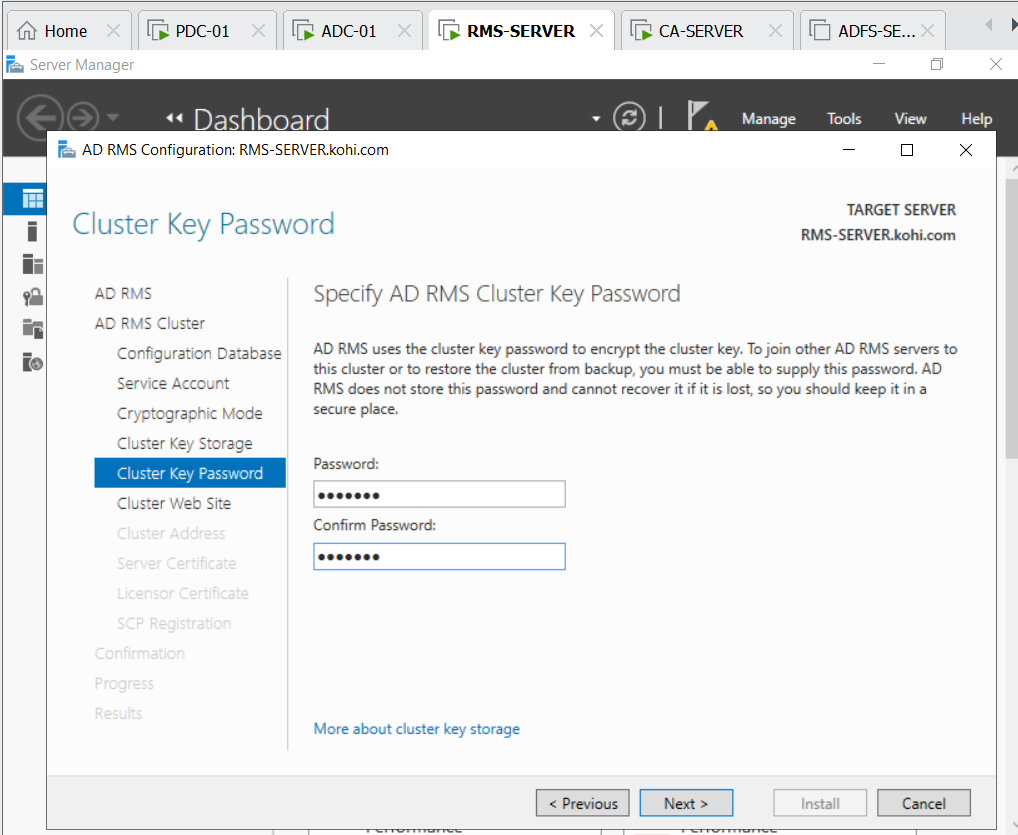 Home
PDC-01
ADC-01
RMS-SERVER
CA-SERVER
ADFS-SE...
Server Manager
Dashboard
Manage
Tools
View
Help
AD RMS Configuration: RMS-SERVER.kohi.com
Cluster Key Password
TARGET SERVER
RMS-SERVER.kohi.com
AD RMS
AD RMS Cluster
Configuration Database
Service Account
Cryptographic Mode
Cluster Key Storage
Cluster Key Password
Cluster Web Site
Cluster Address
Server Certificate
Licensor Certificate
SCP Registration
Confirmation
Progress
Results
Specify AD RMS Cluster Key Password
AD RMS uses the cluster key password to encrypt the cluster key. To join other AD RMS servers to
this cluster or to restore the cluster from backup, you must be able to supply this password. AD
RMS does not store this password and cannot recover it if it is lost, so you should keep it in a
secure place.
Password:
•••••••
Confirm Password:
•••••••
More about cluster key storage
< Previous
Next >
Install
Cancel
Performance
Performance